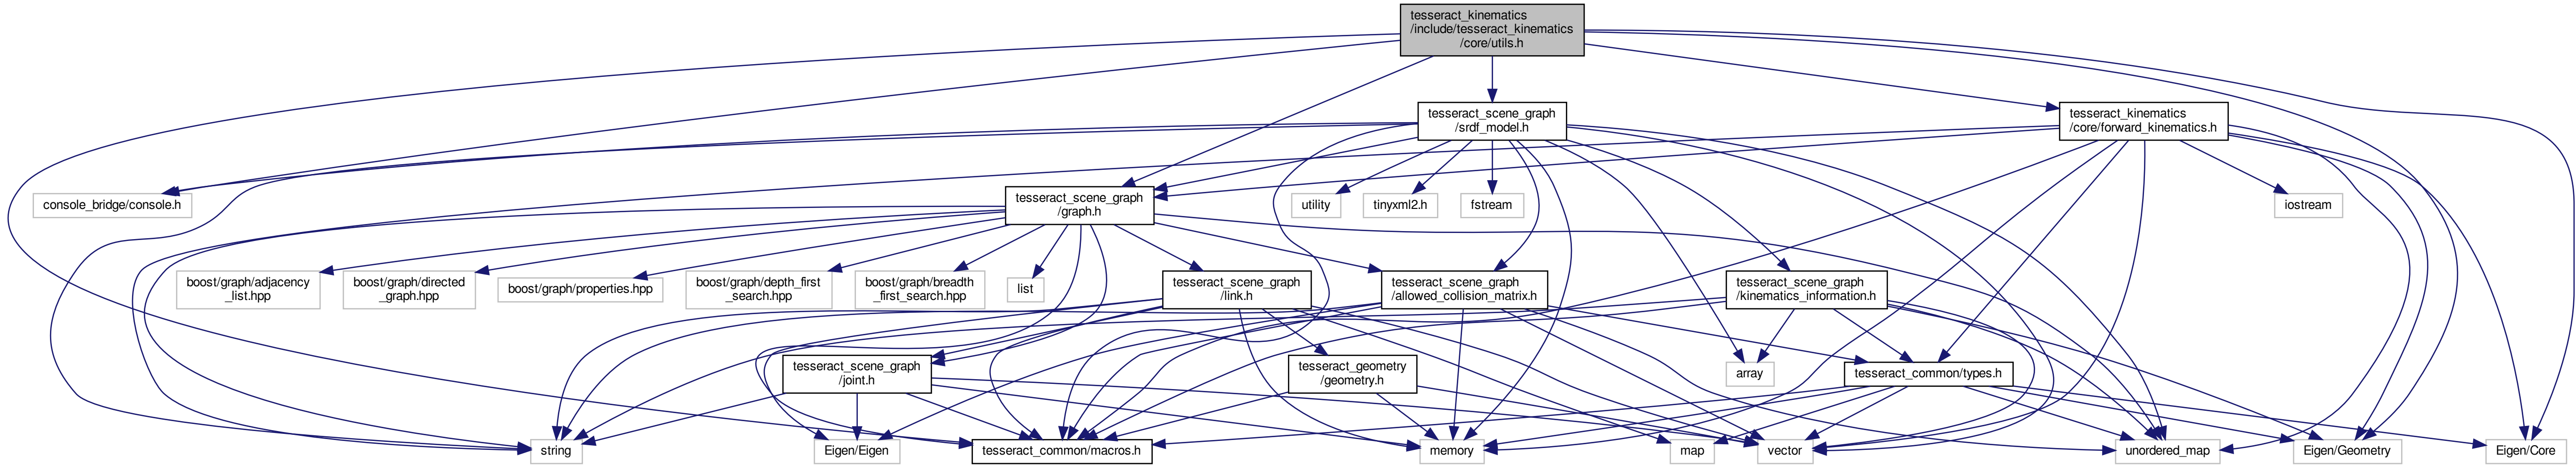 tesseract_kinematics
/include/tesseract_kinematics
/core/utils.h
tesseract_scene_graph
/srdf_model.h
tesseract_kinematics
/core/forward_kinematics.h
console_bridge/console.h
tesseract_scene_graph
/graph.h
utility
tinyxml2.h
fstream
iostream
boost/graph/adjacency
_list.hpp
boost/graph/directed
_graph.hpp
boost/graph/properties.hpp
boost/graph/depth_first
_search.hpp
boost/graph/breadth
_first_search.hpp
list
tesseract_scene_graph
/link.h
tesseract_scene_graph
/allowed_collision_matrix.h
tesseract_scene_graph
/kinematics_information.h
tesseract_scene_graph
/joint.h
tesseract_geometry
/geometry.h
array
tesseract_common/types.h
string
Eigen/Eigen
tesseract_common/macros.h
memory
map
vector
unordered_map
Eigen/Geometry
Eigen/Core